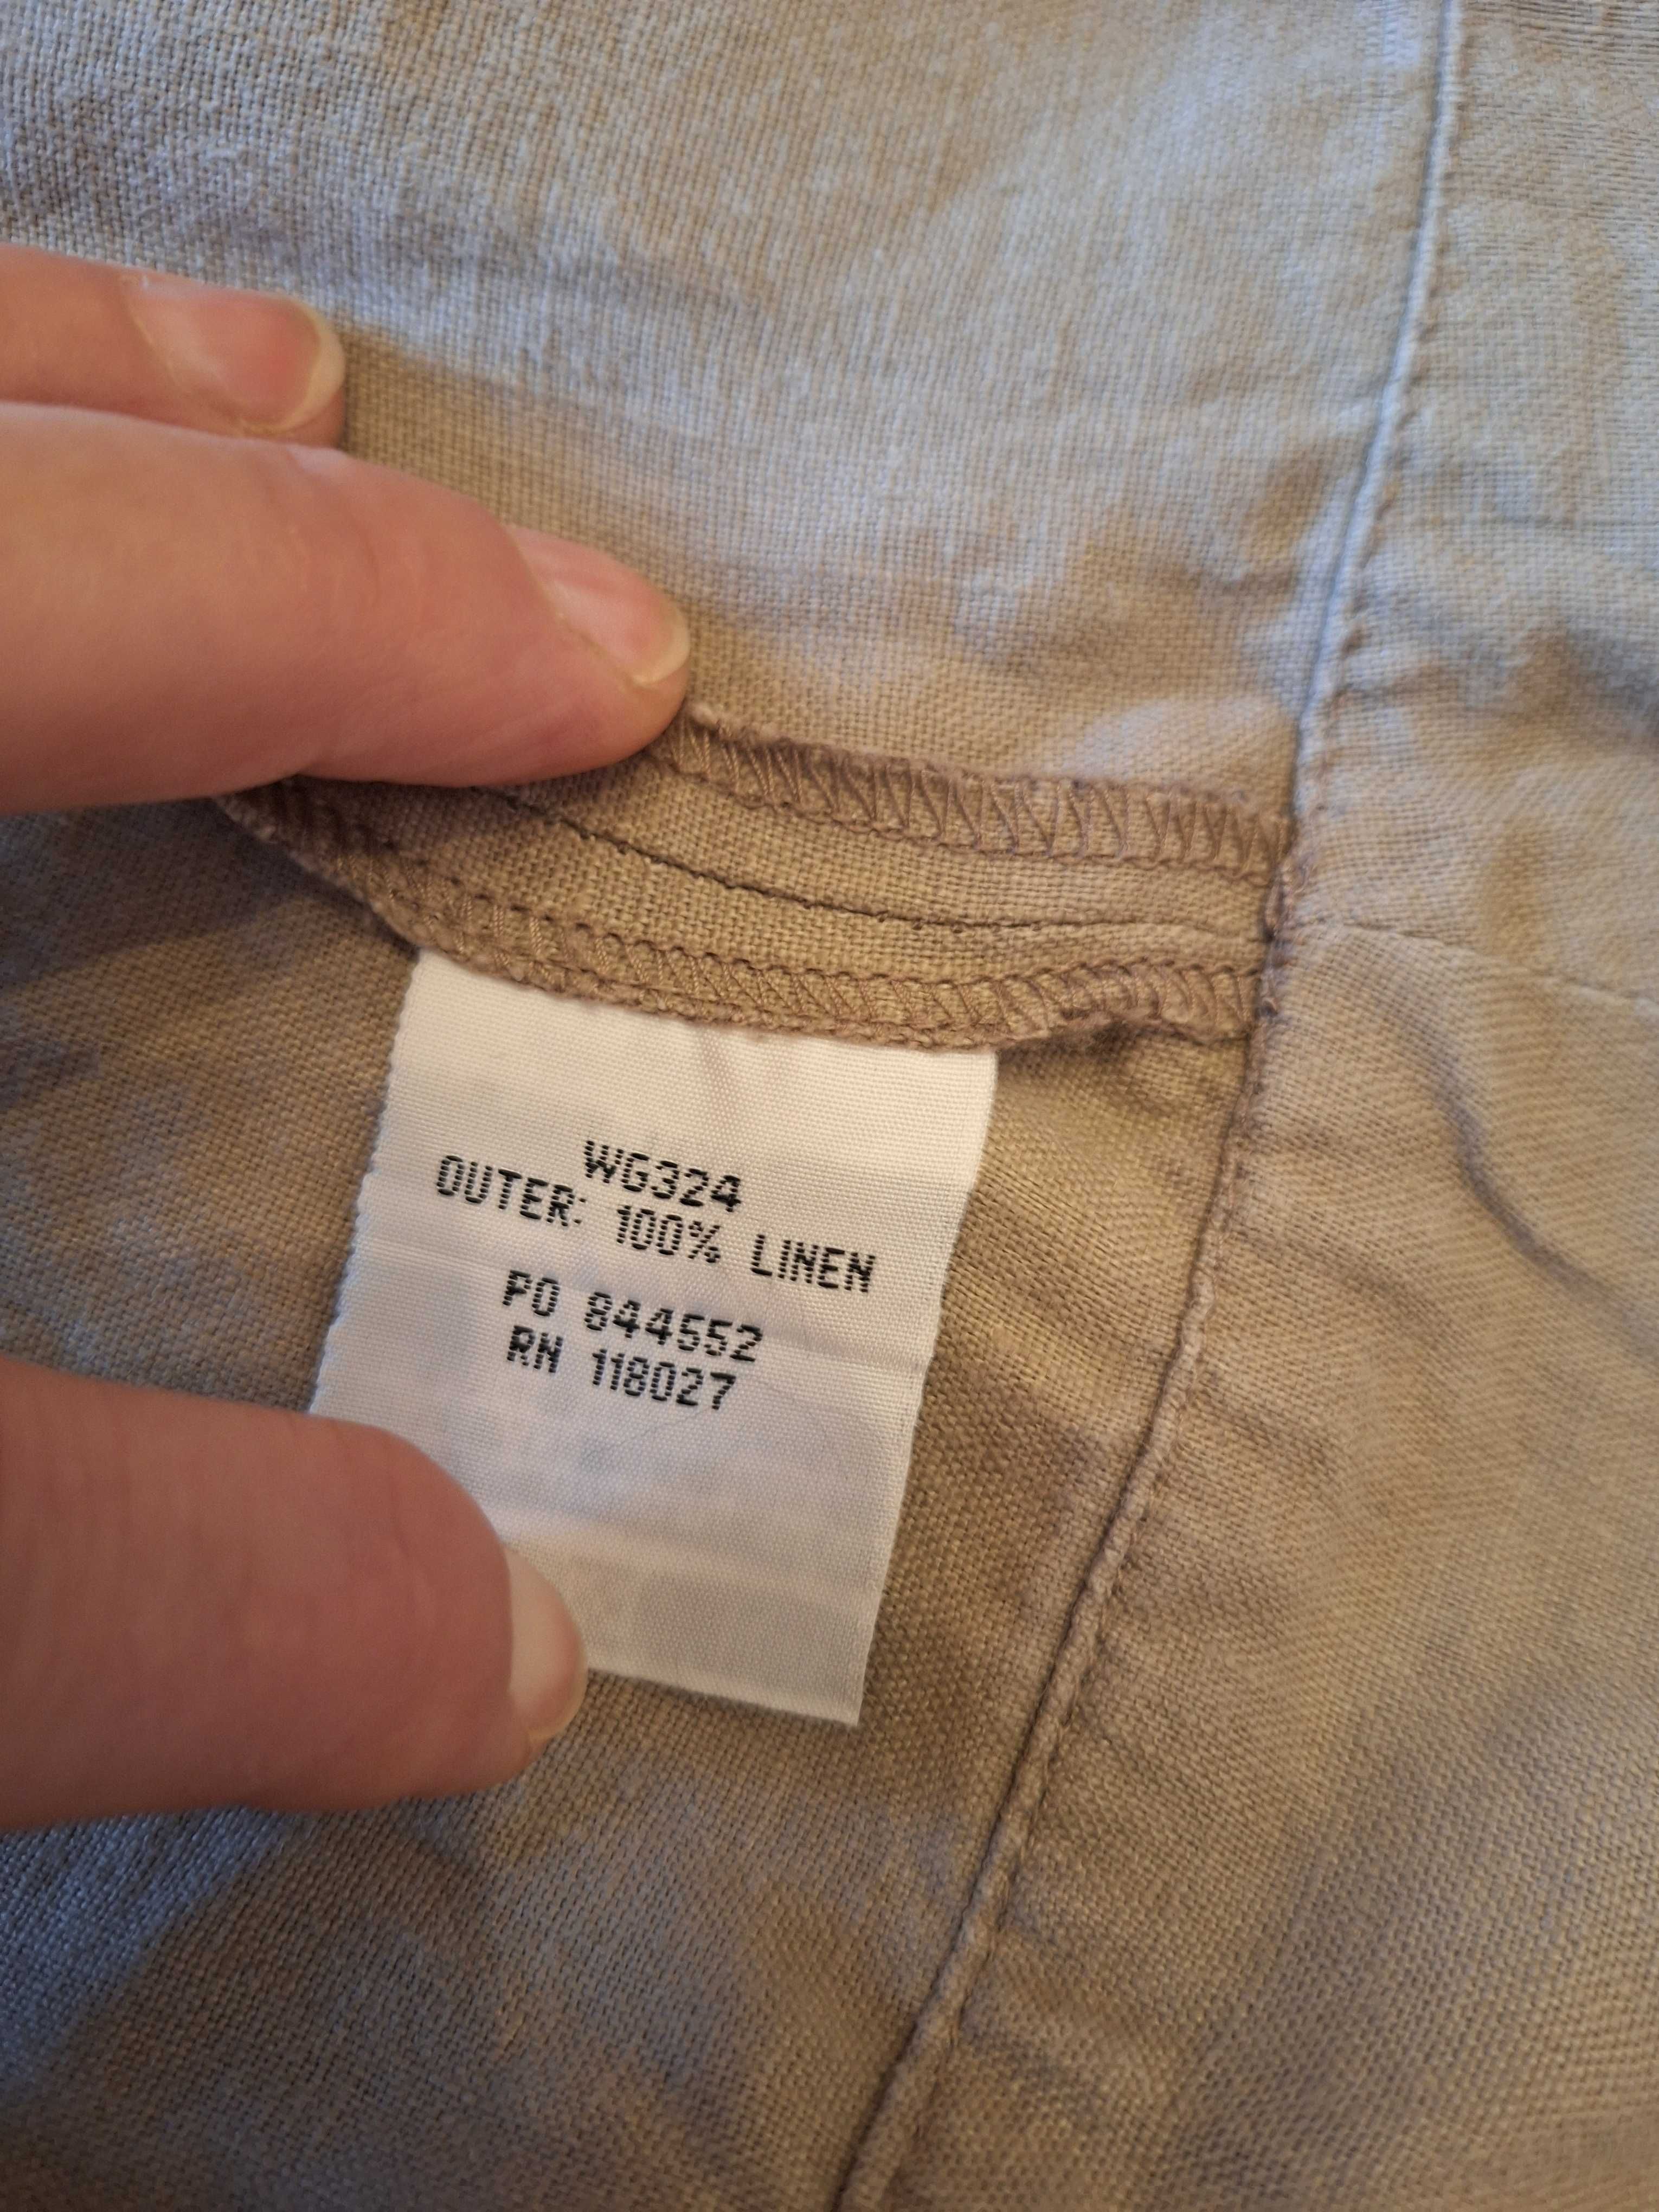 WG324
OUTER: 100% LINEN
PO 844552
RN 118027